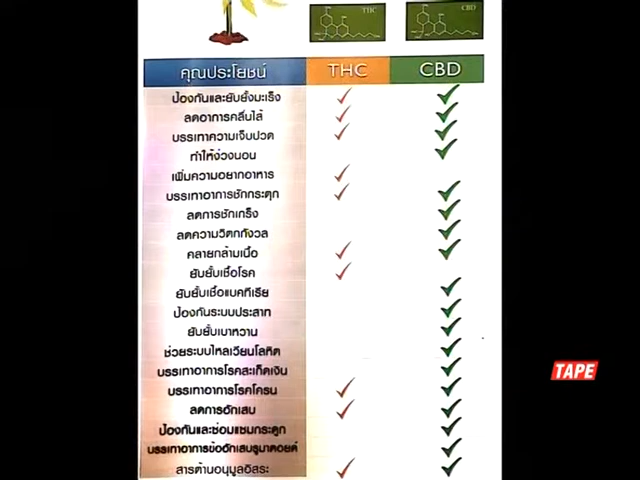 THC
CBD
คุณประโยชน์ THC CBD
ป้องกันและยับยั้งมะเร็ง
ลดอาการคลื่นไส้
บรรเทาความเจ็บปวด
ทำให้ง่วงนอน
เพิ่มความอยากอาหาร
บรรเทาอาการชักกระตุก
ลดการชักเกร็ง
ลดความวิตกกังวล
คลายกล้ามเนื้อ
ยับยั้งเชื้อโรค
ยับยั้งเชื้อแบคทีเรีย
ป้องกันระบบประสาท
ยับยั้งเบาหวาน
ช่วยระบบไหลเวียนโลหิต
บรรเทาอาการโรคสะเก็ดเงิน
บรรเทาอาการโรคโครน
ลดการอักเสบ
ป้องกันและซ่อมแซมกระดูก
บรรเทาอาการข้ออักเสบรูมาตอยด์
สารต้านอนุมูลอิสระ
TAPE